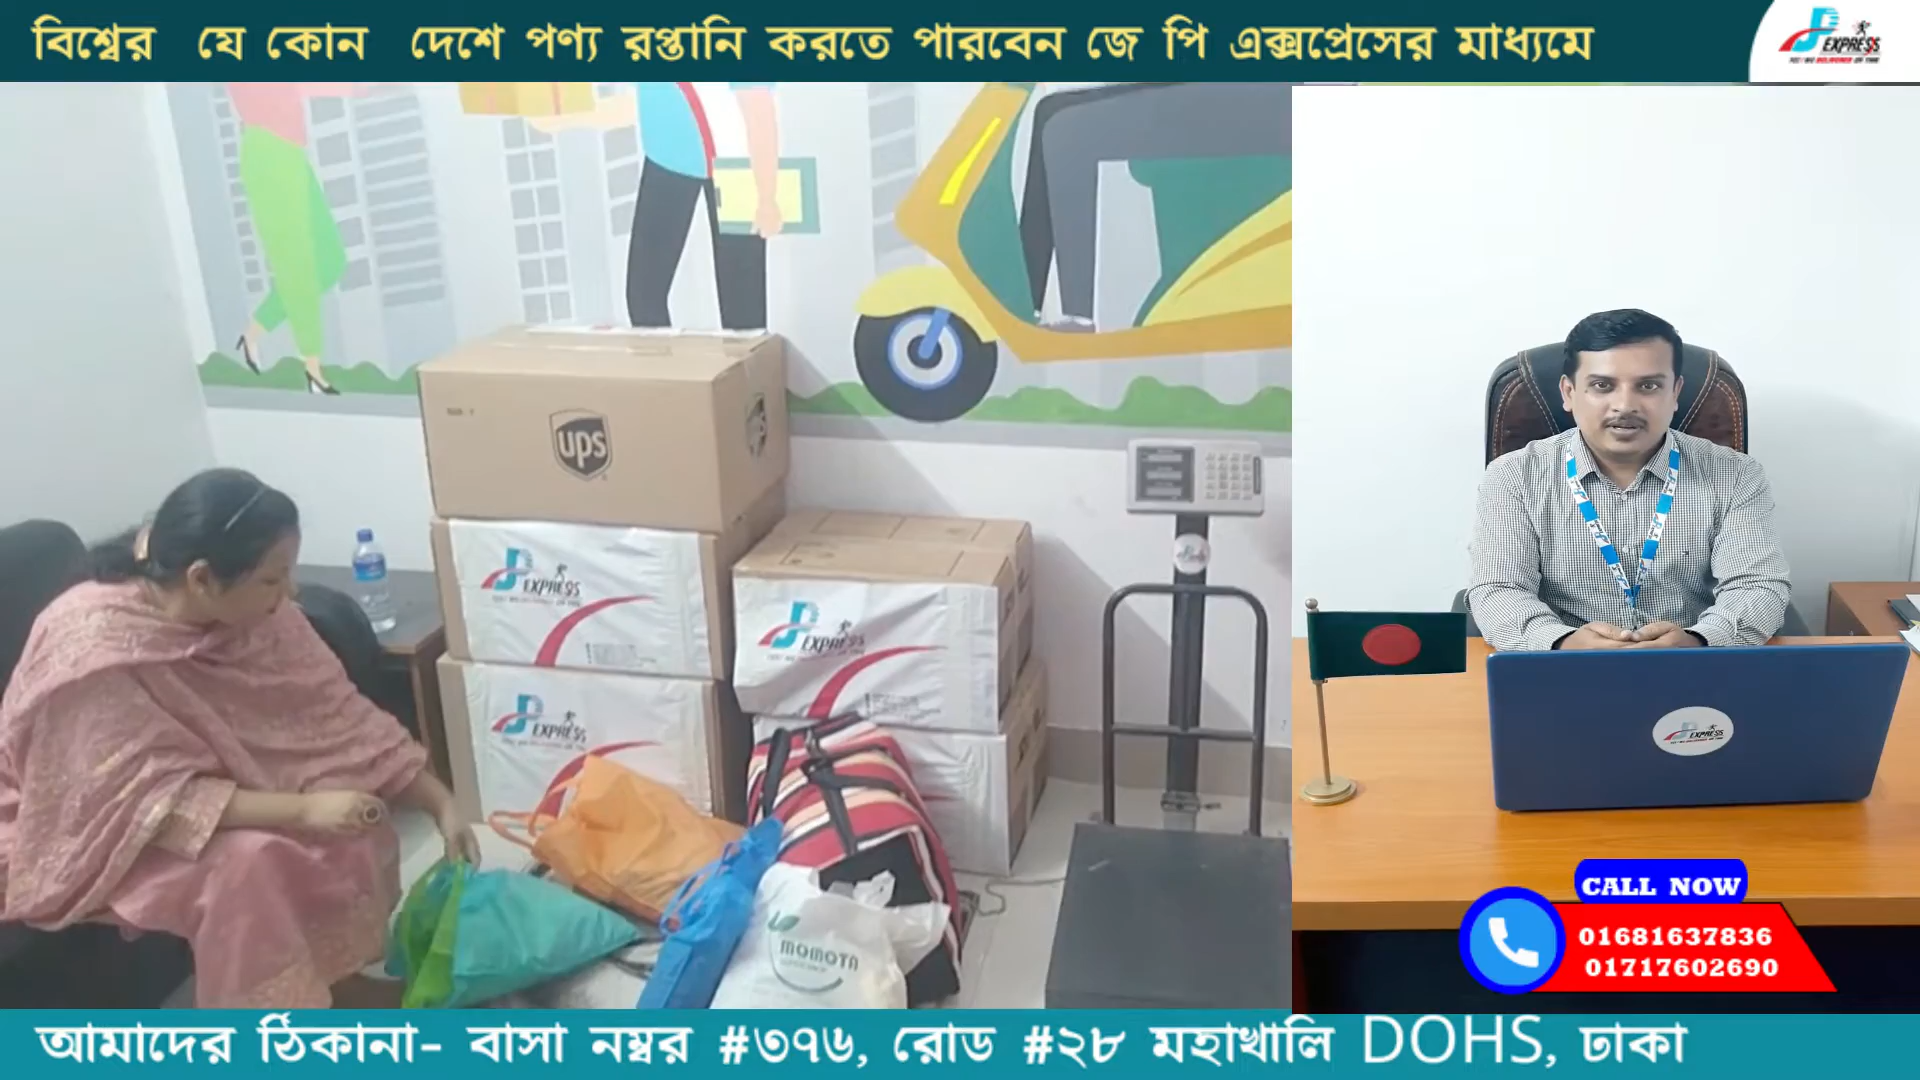 বিশ্বের যে কোন দেশে পণ্য রপ্তানি করতে পারবেন জে পি এক্সপ্রেসের মাধ্যমে
EXPRESS
ups
EXPRESS
EXPRESS
EXPRESS
EXPRESS
MOMOTA
CALL NOW
01681637836
01717602690
আমাদের ঠিকানা- বাসা নম্বর #৩৭৬, রোড #২৮ মহাখালি DOHS, ঢাকা